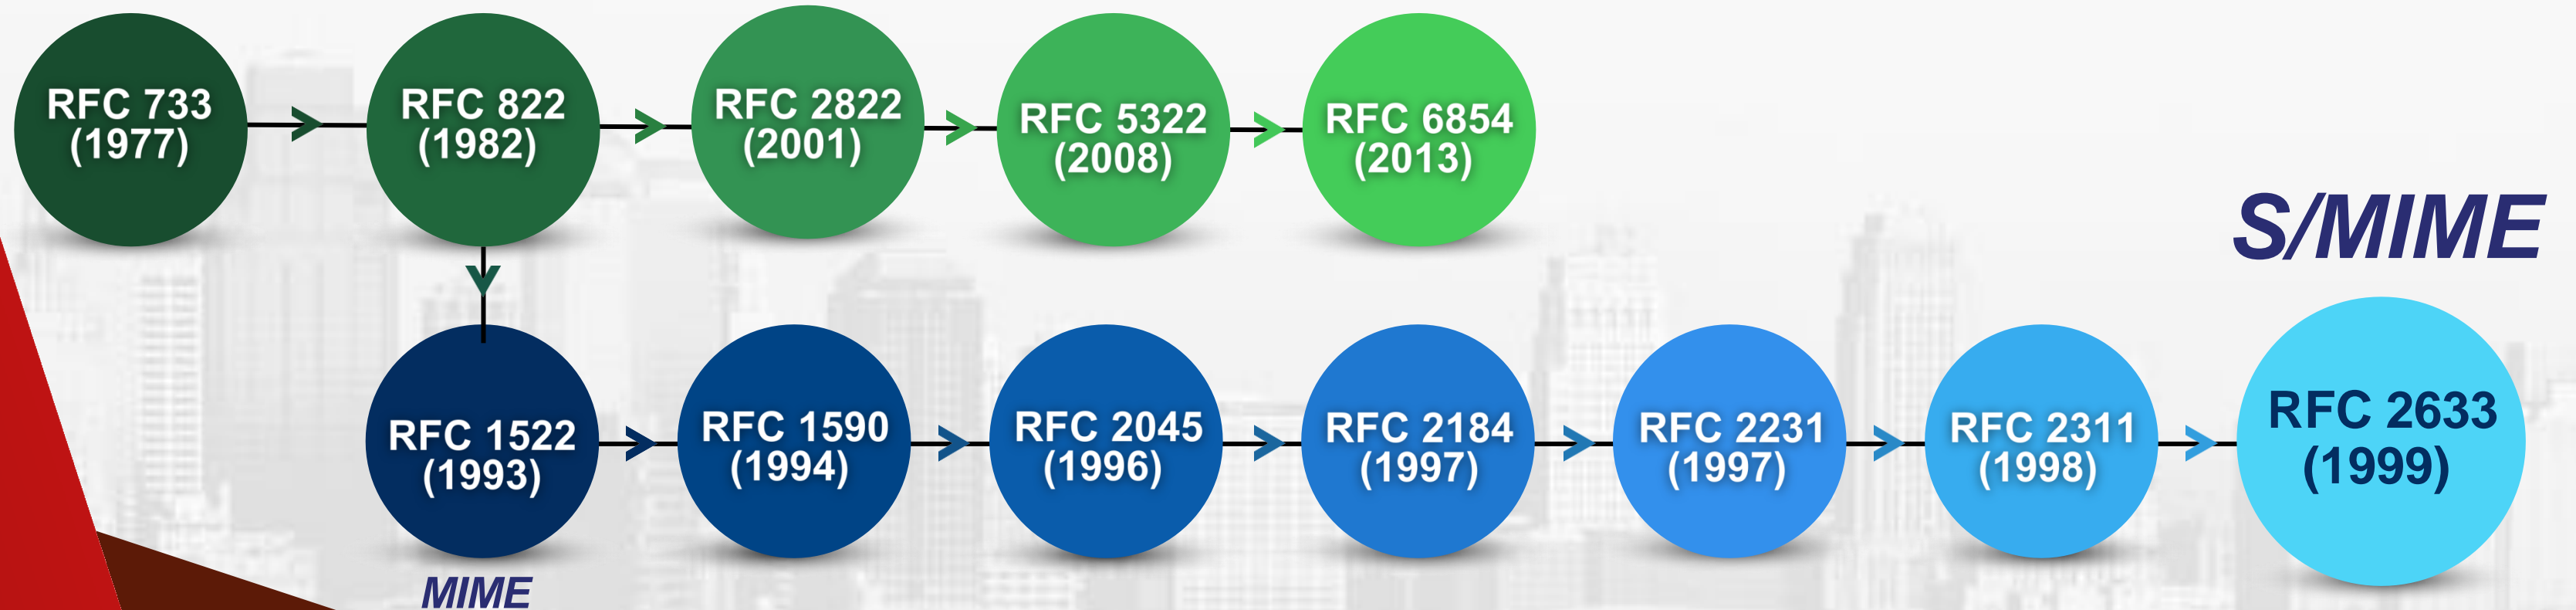 RFC 733
(1977)
RFC 822
(1982)
RFC 2822
(2001)
RFC 5322
(2008)
RFC 6854
(2013)
S/MIME
RFC 1522
(1993)
RFC 1590
(1994)
RFC 2045
(1996)
RFC 2184
(1997)
RFC 2231
(1997)
RFC 2311
(1998)
RFC 2633
(1999)
MIME